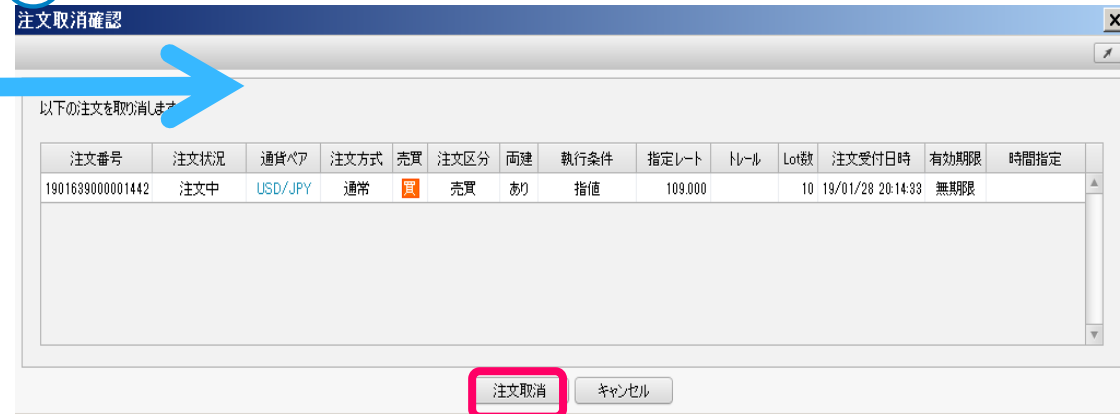 注文取消確認
以下の注文を取り消します
注文番号 注文状況 通貨ペア 注文方式 売買 注文区分 両建 執行条件 指定レート トレール Lot数 注文受付日時 有効期限 時間指定
1901639000001442 注文中 USD/JPY 通常 買 売買 あり 指値 109.000 10 19/01/28 20:14:33 無期限
注文取消 キャンセル